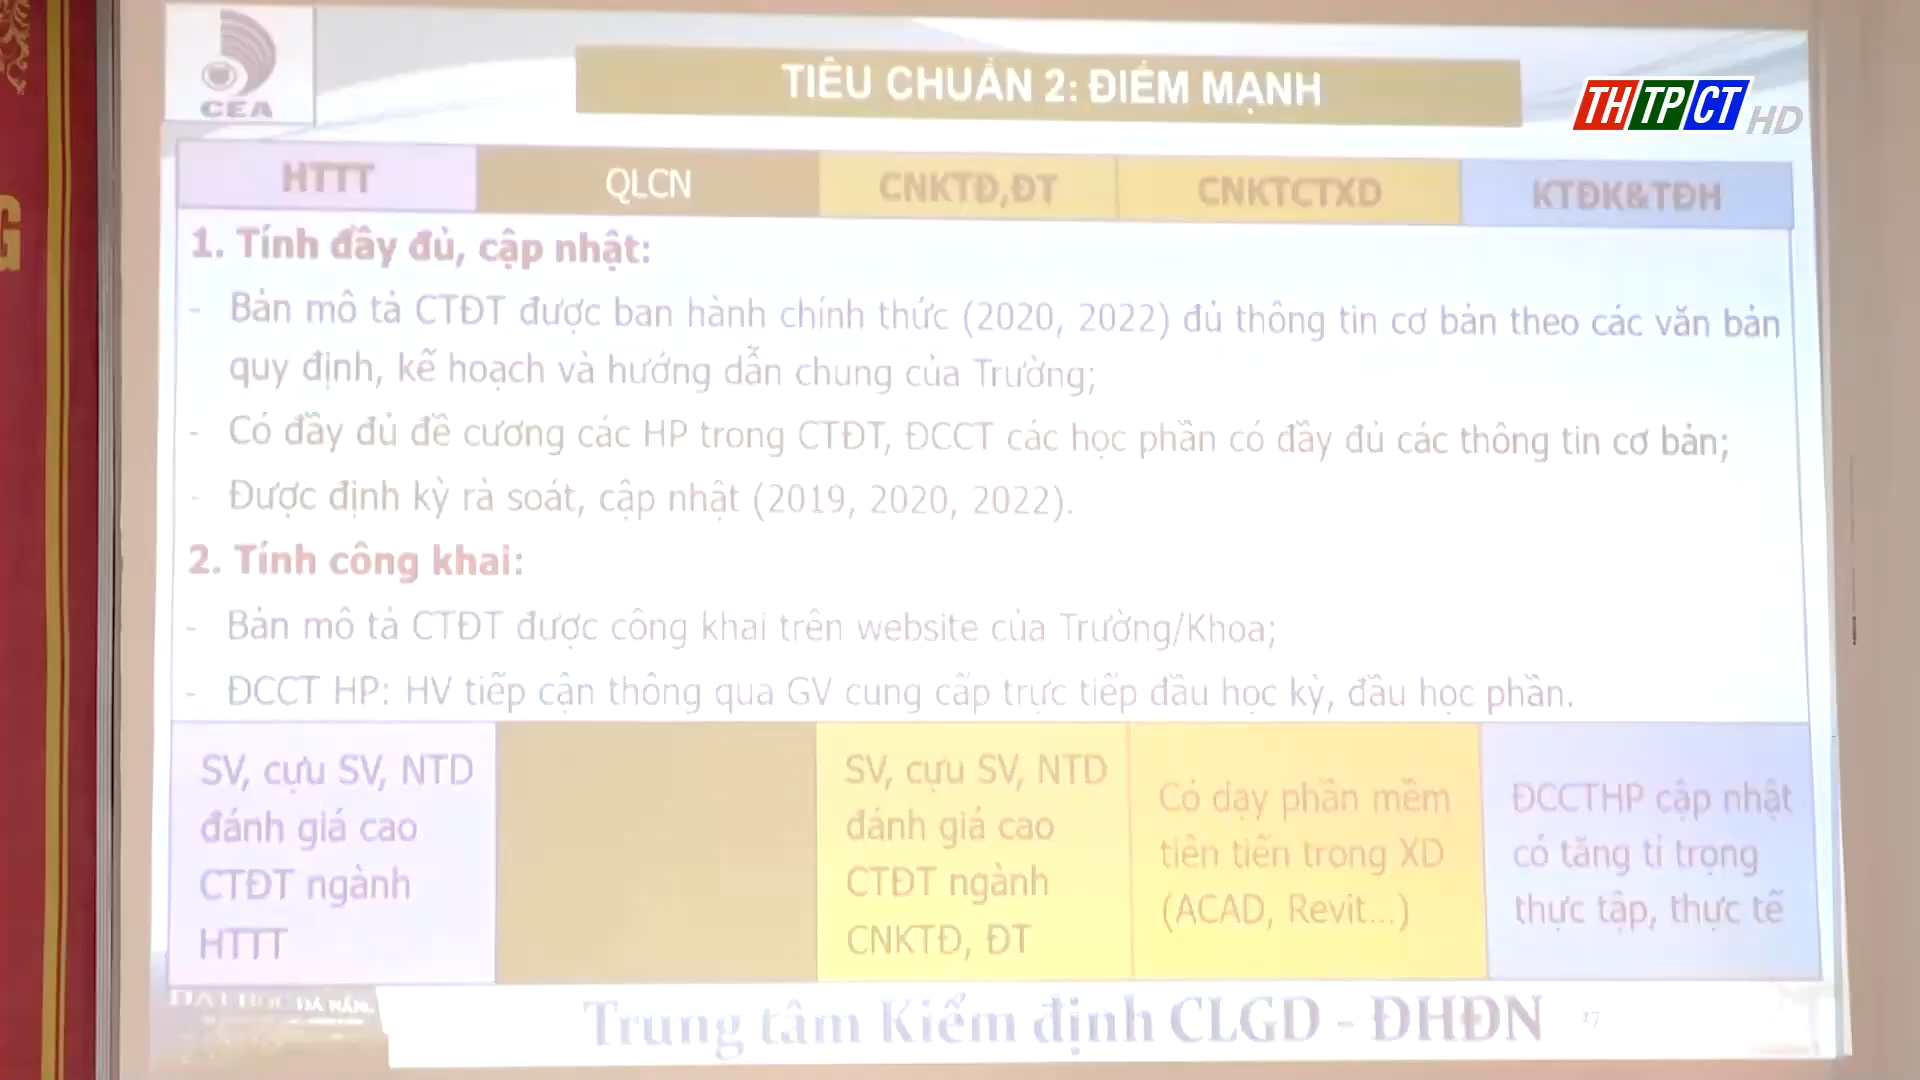 CEA
TIÊU CHUẨN 2: ĐIỂM MẠNH
THTPCT HD
HTTT QLCN CNKTĐ,ĐT CNKTCTXD KTĐK&TĐH
G
1. Tính đầy đủ, cập nhật:
- Bản mô tả CTĐT được ban hành chính thức (2020, 2022) đủ thông tin cơ bản theo các văn bản
quy định, kế hoạch và hướng dẫn chung của Trường;
- Có đầy đủ đề cương các HP trong CTĐT, ĐCCT các học phần có đầy đủ các thông tin cơ bản;
- Được định kỳ rà soát, cập nhật (2019, 2020, 2022).
2. Tính công khai:
- Bản mô tả CTĐT được công khai trên website của Trường/Khoa;
- ĐCCT HP: HV tiếp cận thông qua GV cung cấp trực tiếp đầu học kỳ, đầu học phần.
SV, cựu SV, NTD
đánh giá cao
CTĐT ngành
HTTT
SV, cựu SV, NTD
đánh giá cao
CTĐT ngành
CNKTĐ, ĐT
Có dạy phần mềm
tiên tiến trong XD
(ACAD, Revit...)
ĐCCTHP cập nhật
có tăng tỉ trọng
thực tập, thực tế
ĐẠI HỌC ĐÀ NẴNG
Trung tâm Kiểm định CLGD - ĐHĐN
27